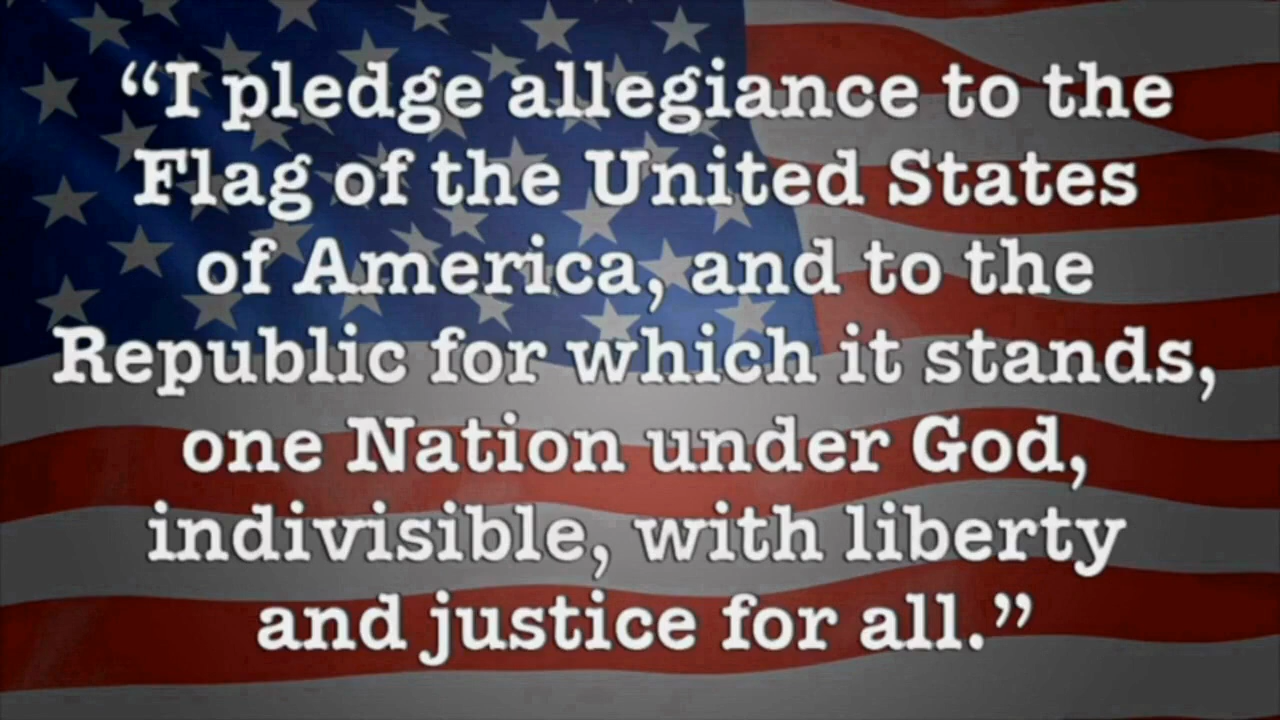 “I pledge allegiance to the
Flag of the United States
of America, and to the
Republic for which it stands,
one Nation under God,
indivisible, with liberty
and justice for all.”